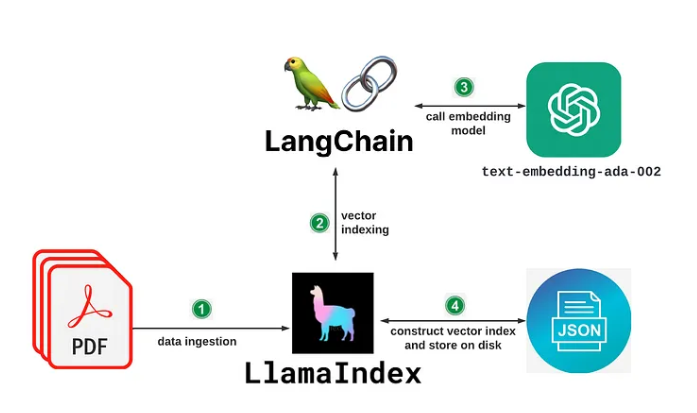 3
call embedding
model
LangChain
text-embedding-ada-002
2
vector
indexing
PDF
1
data ingestion
4
construct vector index
and store on disk
JSON
LlamaIndex